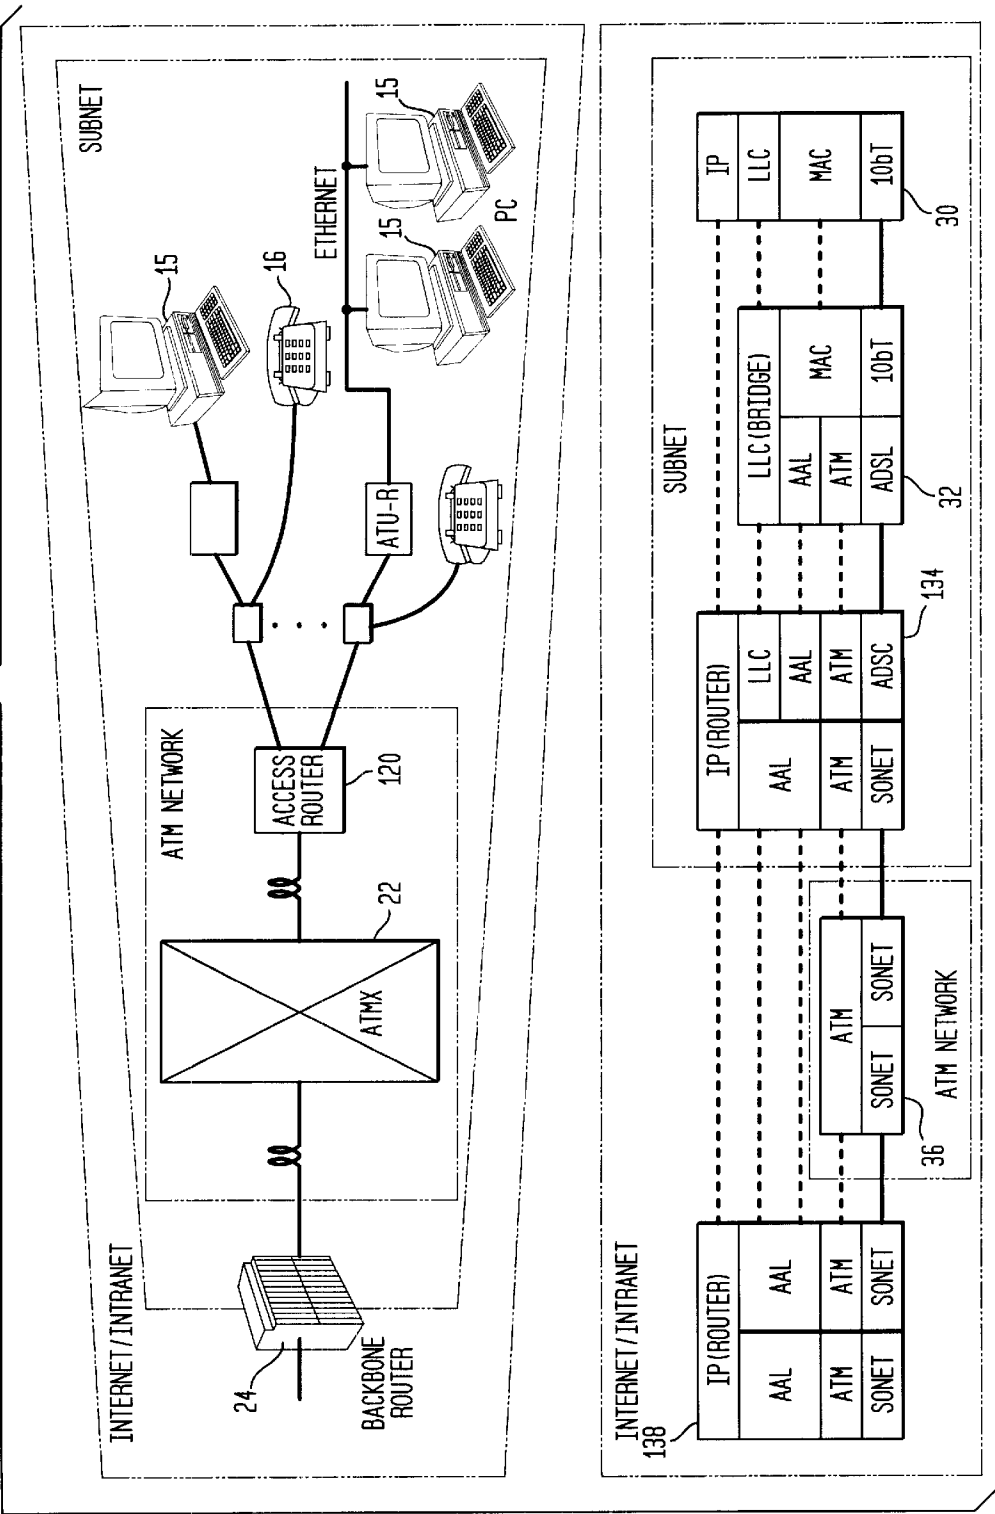 INTERNET/INTRANET
SUBNET
ATM NETWORK
24
BACKBONE
ROUTER
22
ATMX
ACCESS
ROUTER
120
ATU-R
15
16
ETHERNET
15
15
PC
INTERNET/INTRANET
138
IP(ROUTER)
AAL
AAL
ATM
ATM
SONET
SONET
ATM
SONET
SONET
36
ATM NETWORK
SUBNET
IP(ROUTER)
AAL
LLC
AAL
ATM
ATM
SONET
ADSC
134
LLC(BRIDGE)
AAL
MAC
ATM
ADSL
10bT
32
IP
LLC
MAC
10bT
30